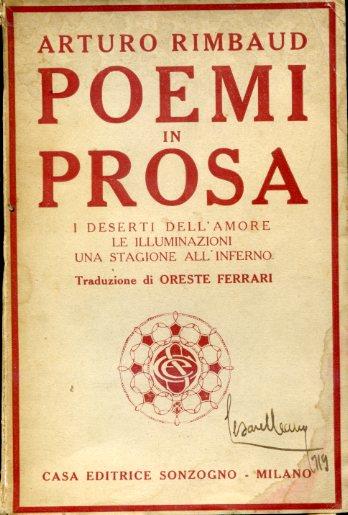 ARTURO RIMBAUD
POEMI
IN
PROSA
I DESERTI DELL'AMORE
LE ILLUMINAZIONI
UNA STAGIONE ALL'INFERNO
Traduzione di ORESTE FERRARI
CASA EDITRICE SONZOGNO - MILANO